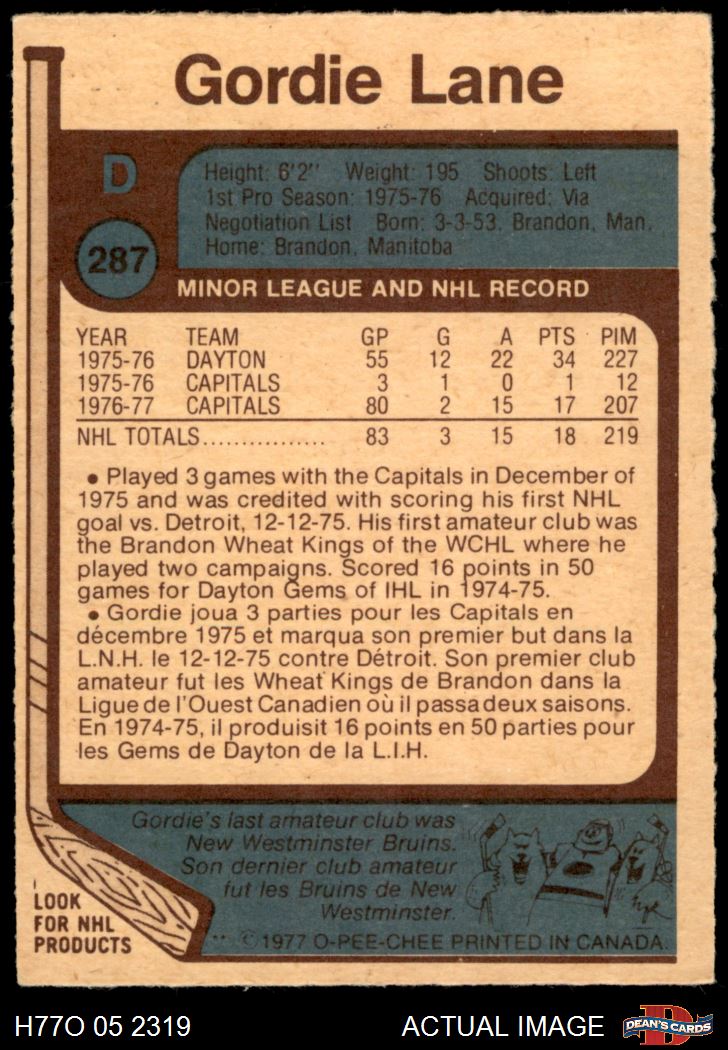 Gordie Lane
D
Height: 6'2'' Weight: 195 Shoots: Left
1st Pro Season: 1975-76 Acquired: Via
Negotiation List Born: 3-3-53, Brandon, Man.
Home: Brandon, Manitoba
287
MINOR LEAGUE AND NHL RECORD
YEAR TEAM GP G A PTS PIM
1975-76 DAYTON 55 12 22 34 227
1975-76 CAPITALS 3 1 0 1 12
1976-77 CAPITALS 80 2 15 17 207
NHL TOTALS................ 83 3 15 18 219
● Played 3 games with the Capitals in December of
1975 and was credited with scoring his first NHL
goal vs. Detroit, 12-12-75. His first amateur club was
the Brandon Wheat Kings of the WCHL where he
played two campaigns. Scored 16 points in 50
games for Dayton Gems of IHL in 1974-75.
● Gordie joua 3 parties pour les Capitals en
décembre 1975 et marqua son premier but dans la
L.N.H. le 12-12-75 contre Détroit. Son premier club
amateur fut les Wheat Kings de Brandon dans la
Ligue de l'Ouest Canadien où il passa deux saisons.
En 1974-75, il produisit 16 points en 50 parties pour
les Gems de Dayton de la L.I.H.
Gordie's last amateur club was
New Westminster Bruins.
Son dernier club amateur
fut les Bruins de New
Westminster.
LOOK
FOR NHL
PRODUCTS
©1977 O-PEE-CHEE PRINTED IN CANADA.
H77O 05 2319 ACTUAL IMAGE
D
DEAN'S CARDS